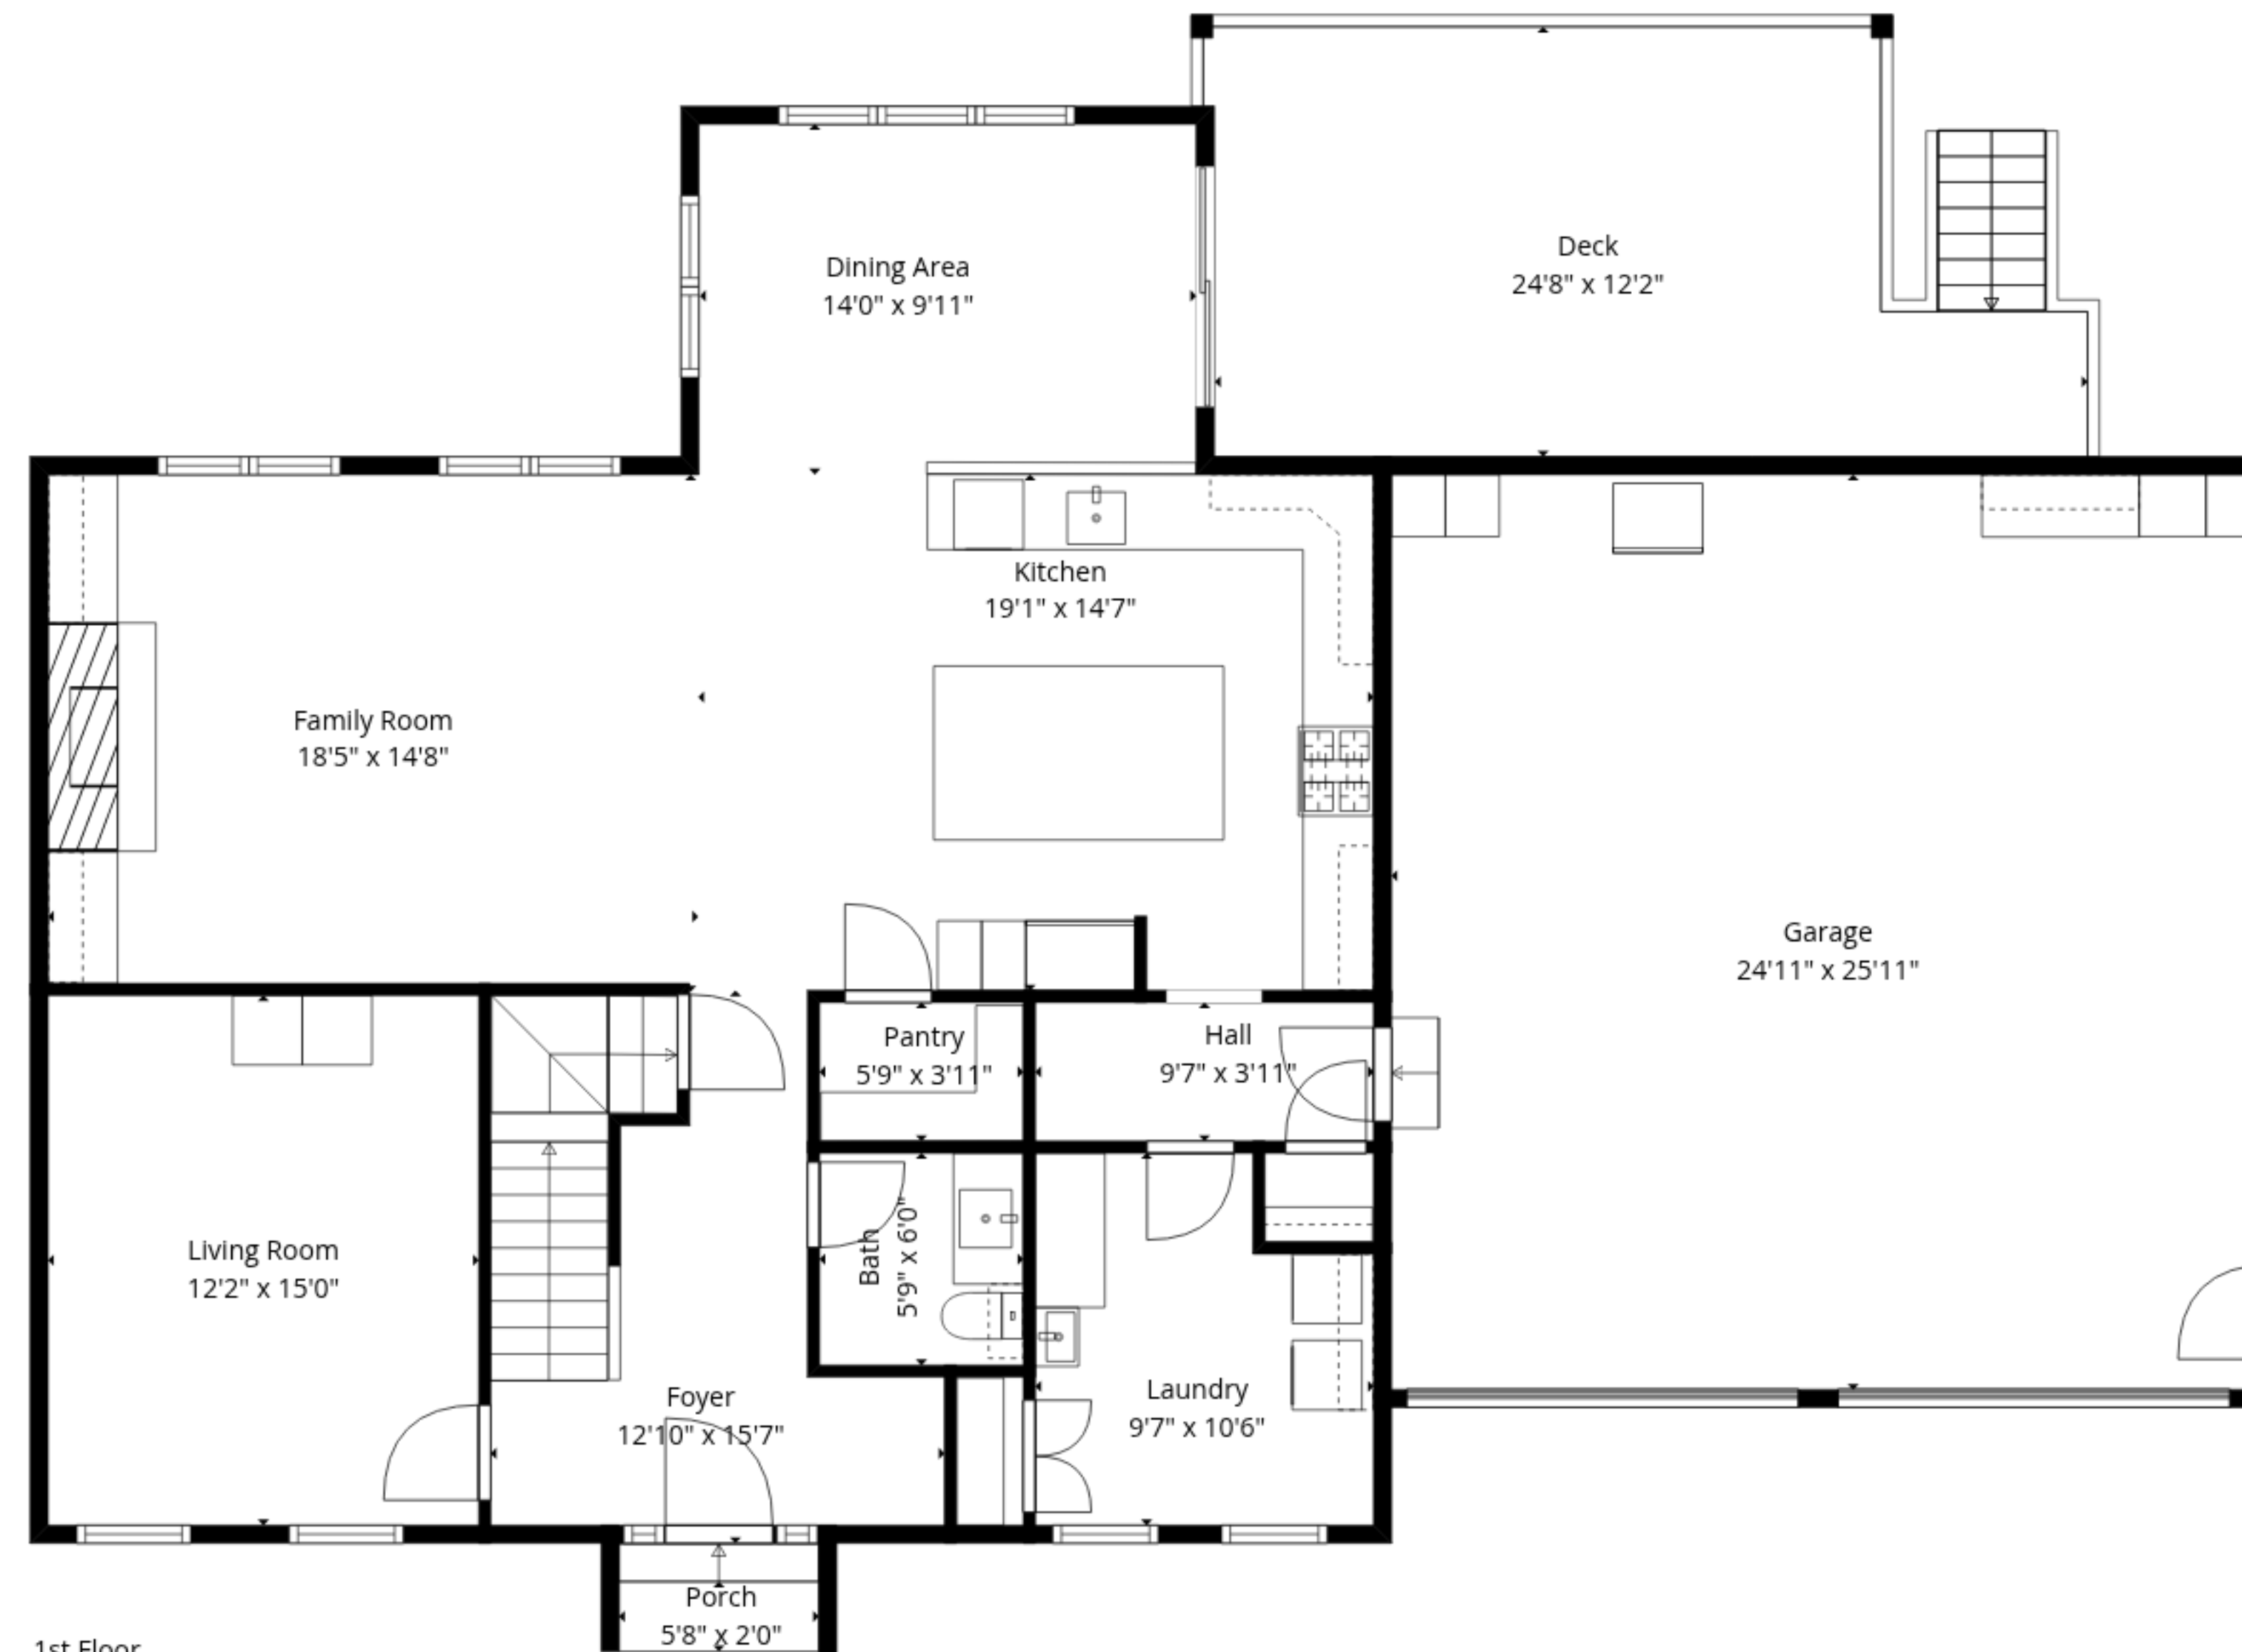 Deck
24'8" x 12'2"
Dining Area
14'0" x 9'11"
Kitchen
19'1" x 14'7"
Family Room
18'5" x 14'8"
Garage
24'11" x 25'11"
Pantry
5'9" x 3'11"
Hall
9'7" x 3'11"
Bath
5'9" x 6'0"
Living Room
12'2" x 15'0"
Foyer
12'10" x 15'7"
Laundry
9'7" x 10'6"
Porch
5'8" x 2'0"
1st Floor